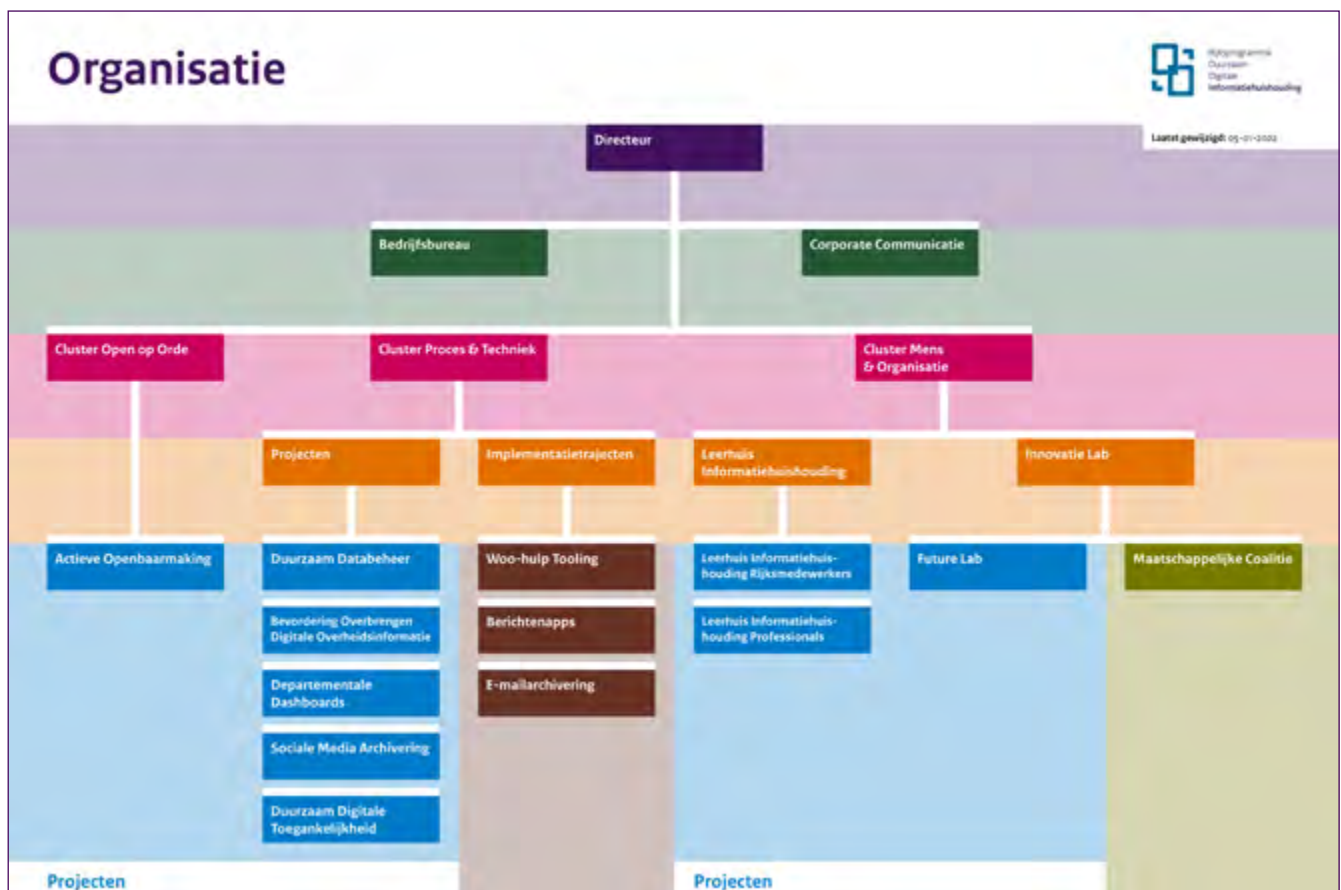 Organisatie
Rijksprogramma
Duurzaam
Digitale
Informatiehuishouding
Laatst gewijzigd: 05-01-2022
Directeur
Bedrijfsbureau
Corporate Communicatie
Cluster Open op Orde
Cluster Proces & Techniek
Cluster Mens
& Organisatie
Projecten
Implementatietrajecten
Leerhuis
Informatiehuishouding
Innovatie Lab
Actieve Openbaarmaking
Duurzaam Databeheer
Woo-hulp Tooling
Leerhuis Informatiehuis-
houding Rijksmedewerkers
Future Lab
Maatschappelijke Coalitie
Bevordering Overbrengen
Digitale Overheidsinformatie
Berichtenapps
Leerhuis Informatiehuis-
houding Professionals
Departementale
Dashboards
E-mailarchivering
Sociale Media Archivering
Duurzaam Digitale
Toegankelijkheid
Projecten
Projecten